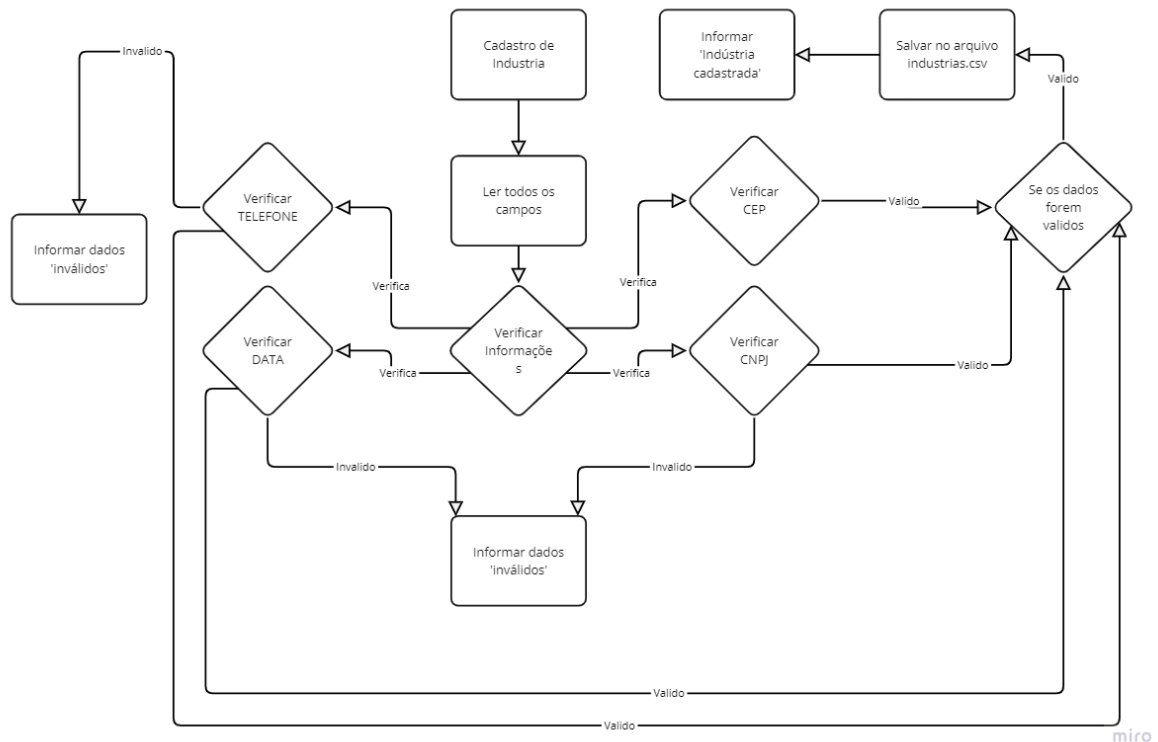 Invalido
Cadastro de
Industria
Informar
'Indústria
cadastrada'
Salvar no arquivo
industrias.csv
Valido
Verificar
TELEFONE
Ler todos os
campos
Verificar
CEP
Valido
Se os dados
forem
validos
Informar dados
'inválidos'
Verifica
Verifica
Verificar
DATA
Verifica
Verificar
Informaçõe
s
Verifica
Verificar
CNPJ
Valido
Invalido
Invalido
Informar dados
'inválidos'
Valido
Valido
miro